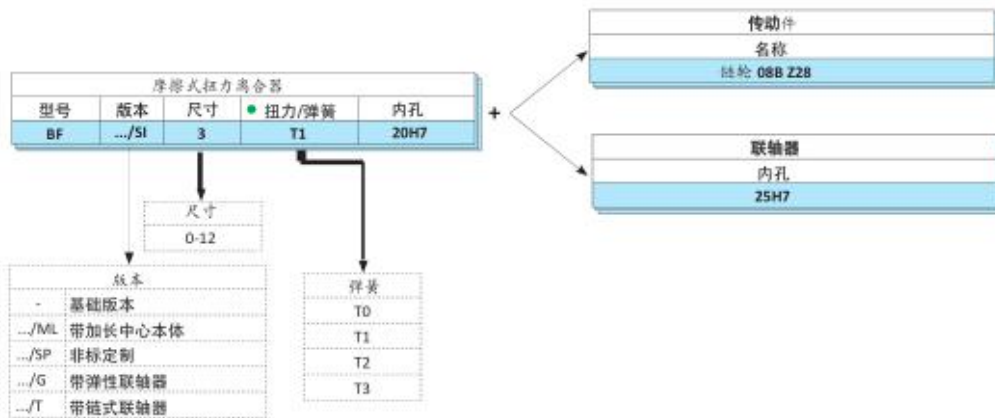 传动件
名称
链轮 08B Z28
摩擦式扭力离合器
型号 版本 尺寸 扭力/弹簧 内孔
BF .../SI 3 T1 20H7
+
联轴器
内孔
25H7
尺寸
0-12
版本
- 基础版本
.../ML 带加长中心本体
.../SP 非标定制
.../G 带弹性联轴器
.../T 带链式联轴器
弹簧
T0
T1
T2
T3